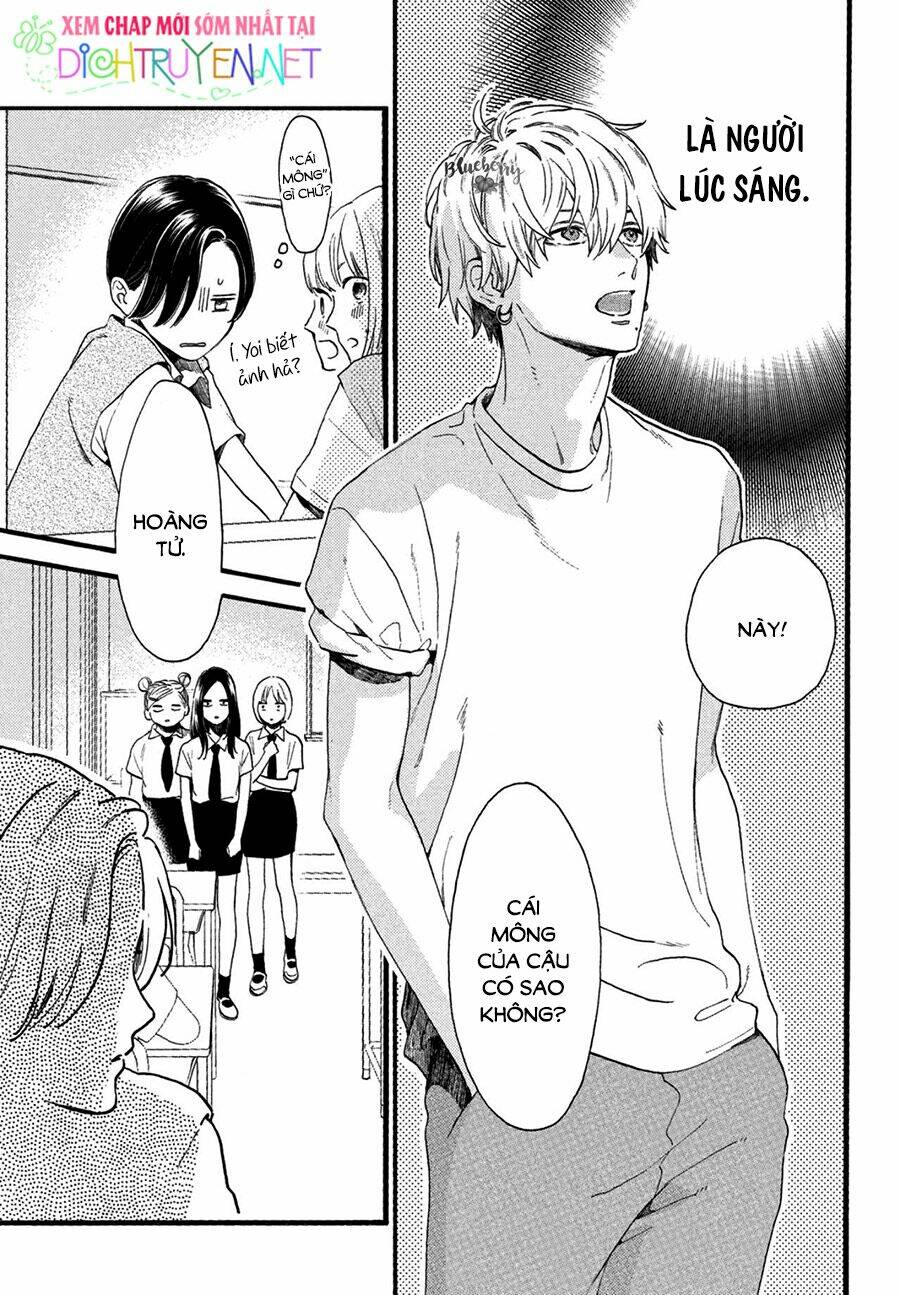 XEM CHAP MỚI SỚM NHẤT TẠI
DICHTRUYEN.NET
LÀ NGƯỜI
LÚC SÁNG.
Blueberry
NÀY!
CÁI
MÔNG
CỦA CẬU
CÓ SAO
KHÔNG?
"CÁI
MÔNG"
GÌ CHỨ?
Í. Yoi biết
ảnh hả?
HOÀNG
TỬ.